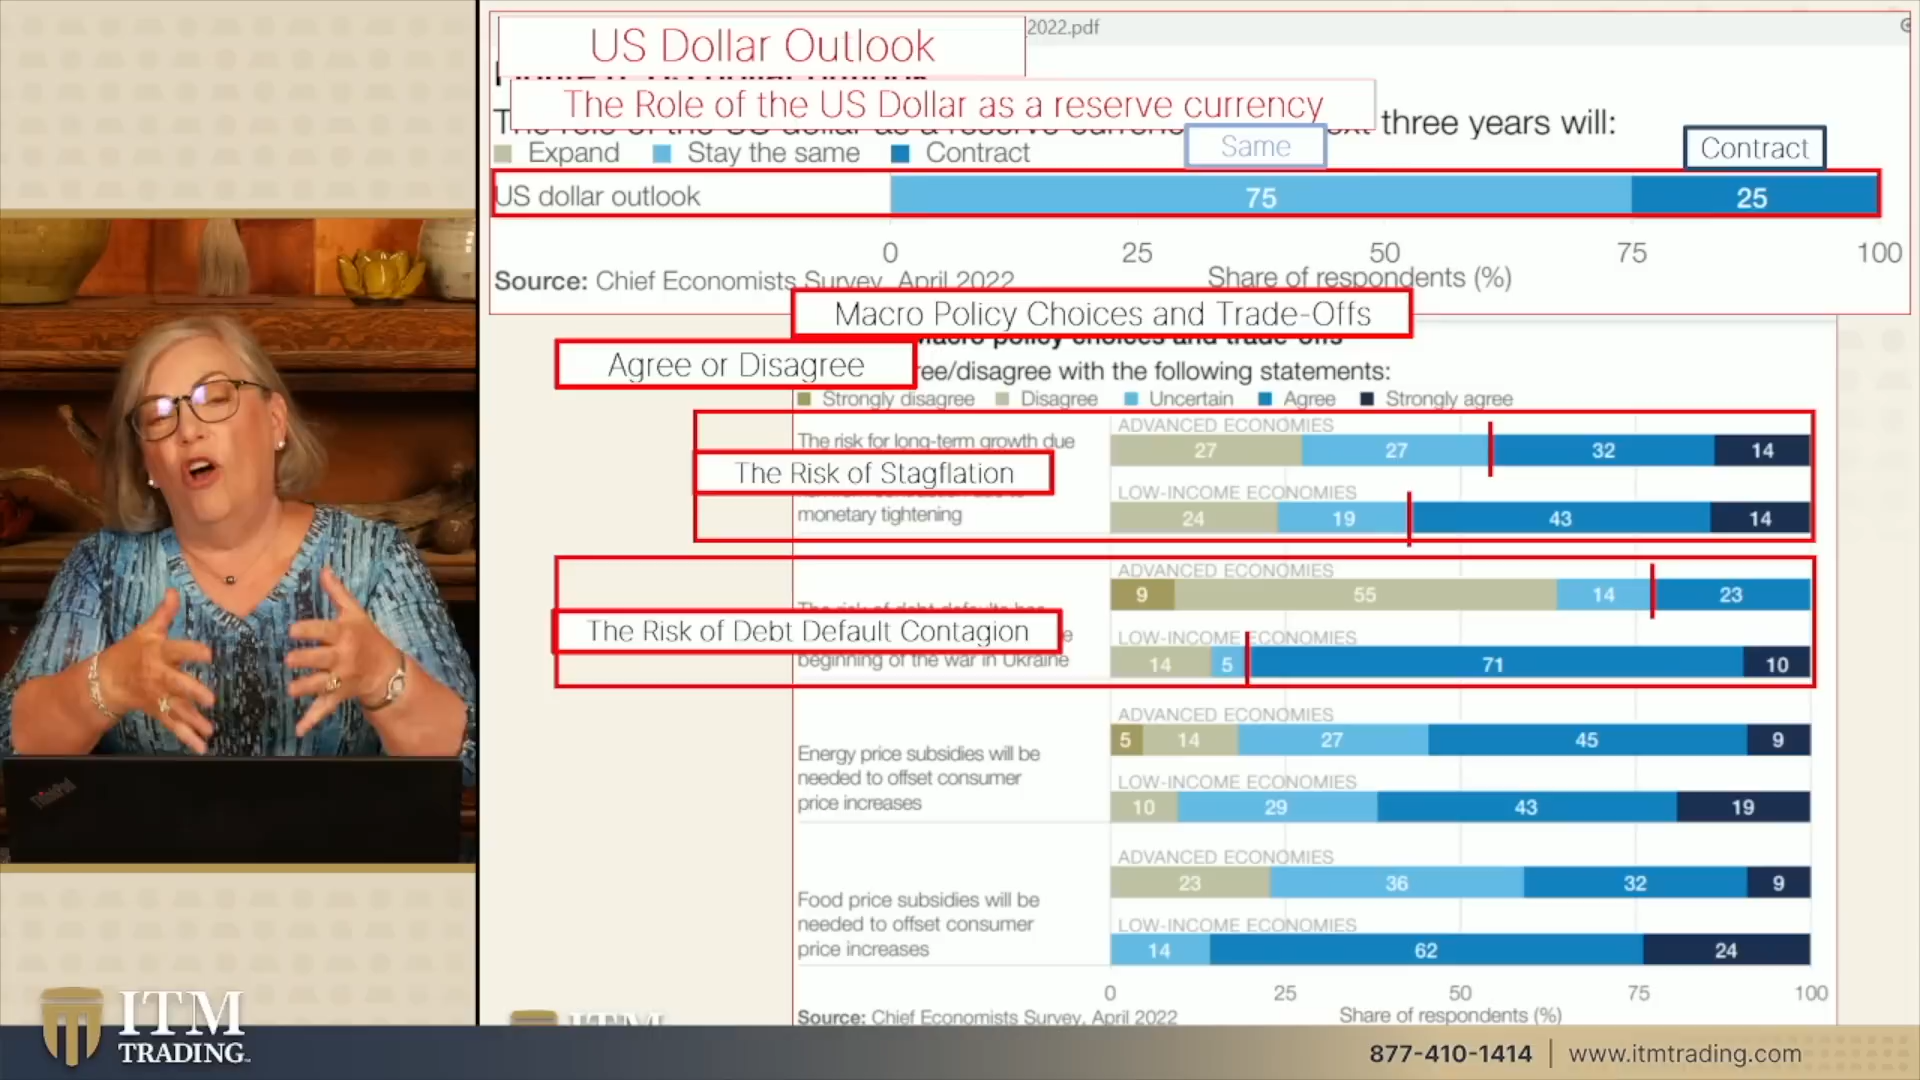 2022.pdf
US Dollar Outlook
The Role of the US Dollar as a reserve currency
three years will:
Expand Stay the same Contract
Same
Contract
US dollar outlook 75 25
0 25 50 75 100
Source: Chief Economists Survey, April 2022 Share of respondents (%)
Macro Policy Choices and Trade-Offs
Agree or Disagree
ree/disagree with the following statements:
Strongly disagree Disagree Uncertain Agree Strongly agree
The risk for long-term growth due
The Risk of Stagflation
monetary tightening
ADVANCED ECONOMIES
27 27 32 14
LOW-INCOME ECONOMIES
24 19 43 14
The Risk of Debt Default Contagion
beginning of the war in Ukraine
ADVANCED ECONOMIES
9 55 14 23
LOW-INCOME ECONOMIES
14 5 71 10
Energy price subsidies will be
needed to offset consumer
price increases
ADVANCED ECONOMIES
5 14 27 45 9
LOW-INCOME ECONOMIES
10 29 43 19
Food price subsidies will be
needed to offset consumer
price increases
ADVANCED ECONOMIES
23 36 32 9
LOW-INCOME ECONOMIES
14 62 24
0 25 50 75 100
Source: Chief Economists Survey, April 2022 Share of respondents (%)
ThinkPad
ITM
TRADING
877-410-1414 | www.itmtrading.com